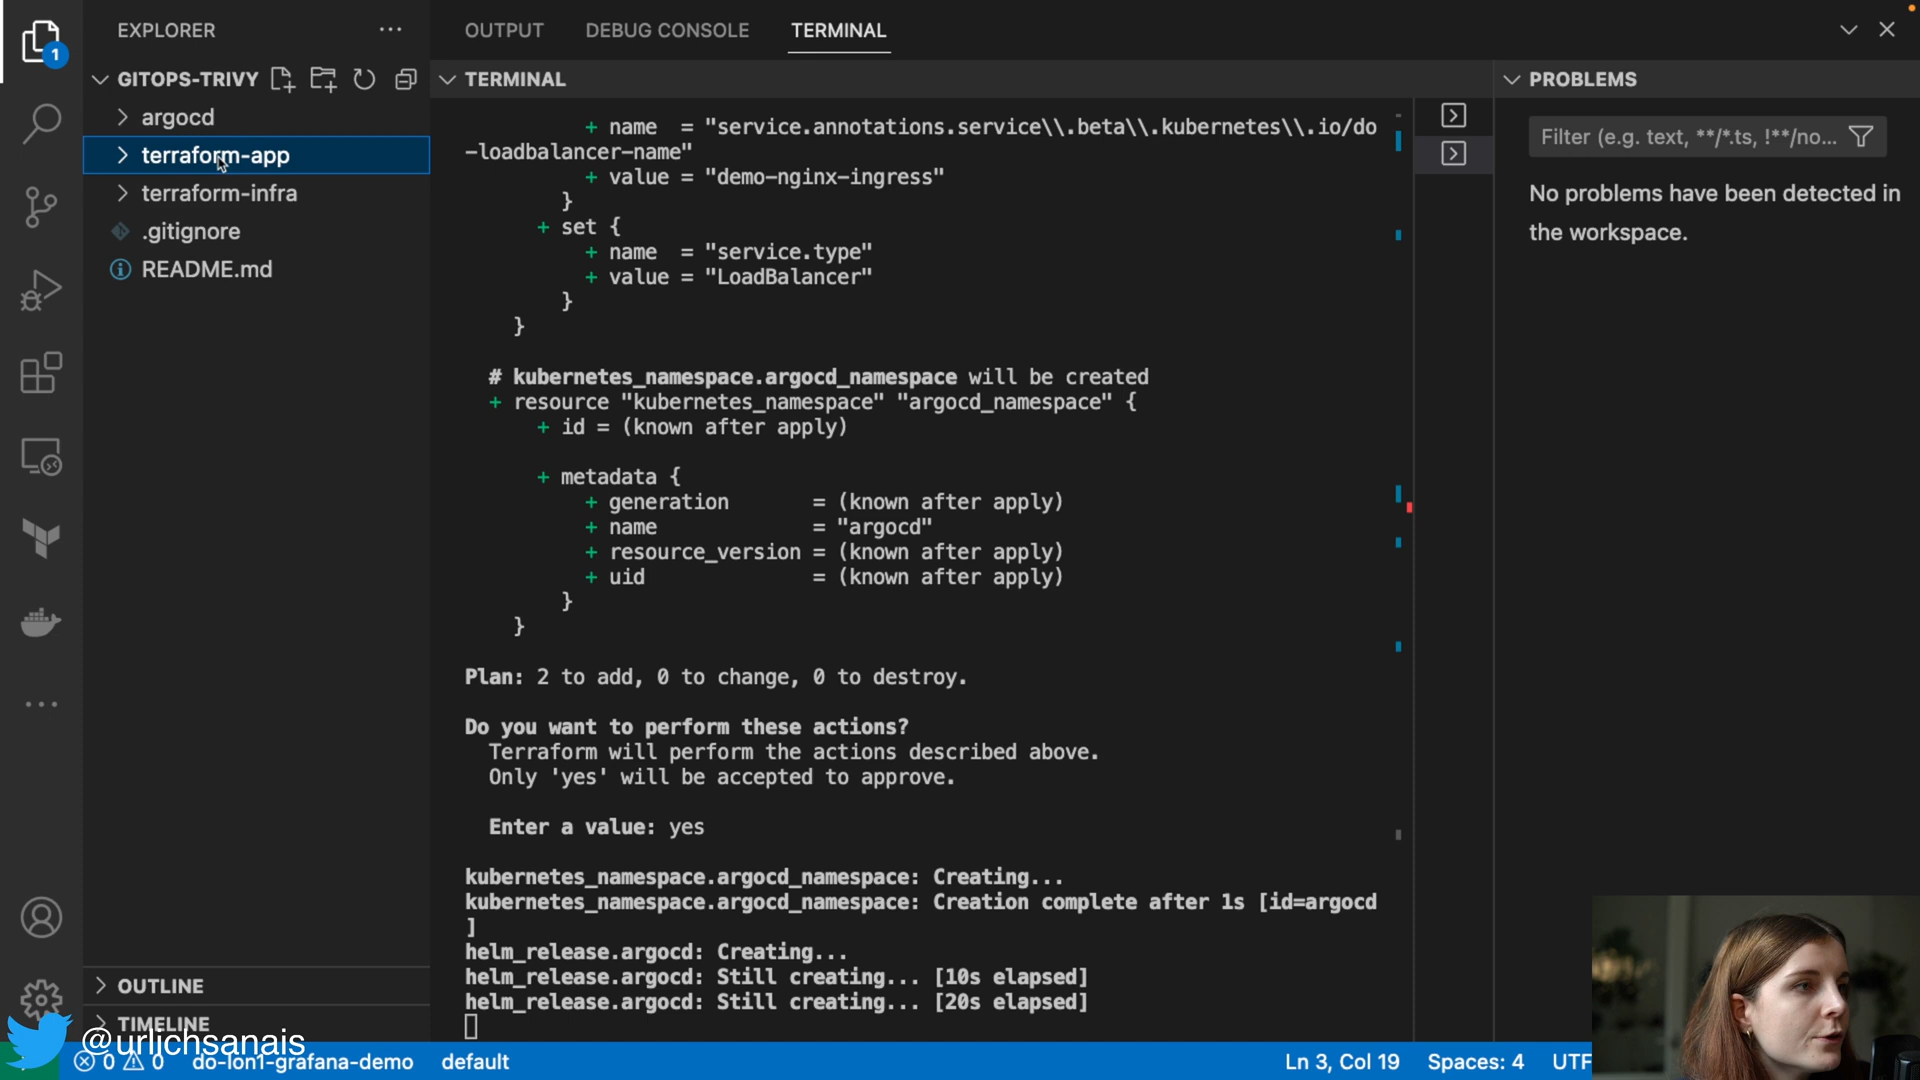 EXPLORER
OUTPUT
DEBUG CONSOLE
TERMINAL
1
GITOPS-TRIVY
argocd
terraform-app
terraform-infra
.gitignore
README.md
OUTLINE
TIMELINE
TERMINAL
+ name  = "service.annotations.service\\.beta\\.kubernetes\\.io/do
-loadbalancer-name"
+ value = "demo-nginx-ingress"
}
+ set {
+ name  = "service.type"
+ value = "LoadBalancer"
}
}
# kubernetes_namespace.argocd_namespace will be created
+ resource "kubernetes_namespace" "argocd_namespace" {
+ id = (known after apply)
+ metadata {
+ generation       = (known after apply)
+ name             = "argocd"
+ resource_version = (known after apply)
+ uid              = (known after apply)
}
}
Plan: 2 to add, 0 to change, 0 to destroy.
Do you want to perform these actions?
Terraform will perform the actions described above.
Only 'yes' will be accepted to approve.
Enter a value: yes
kubernetes_namespace.argocd_namespace: Creating...
kubernetes_namespace.argocd_namespace: Creation complete after 1s [id=argocd
]
helm_release.argocd: Creating...
helm_release.argocd: Still creating... [10s elapsed]
helm_release.argocd: Still creating... [20s elapsed]
PROBLEMS
Filter (e.g. text, **/*.ts, !**/no...
No problems have been detected in
the workspace.
@urlichsanais
0 0 do-lon1-grafana-demo default
Ln 3, Col 19 Spaces: 4 UTF